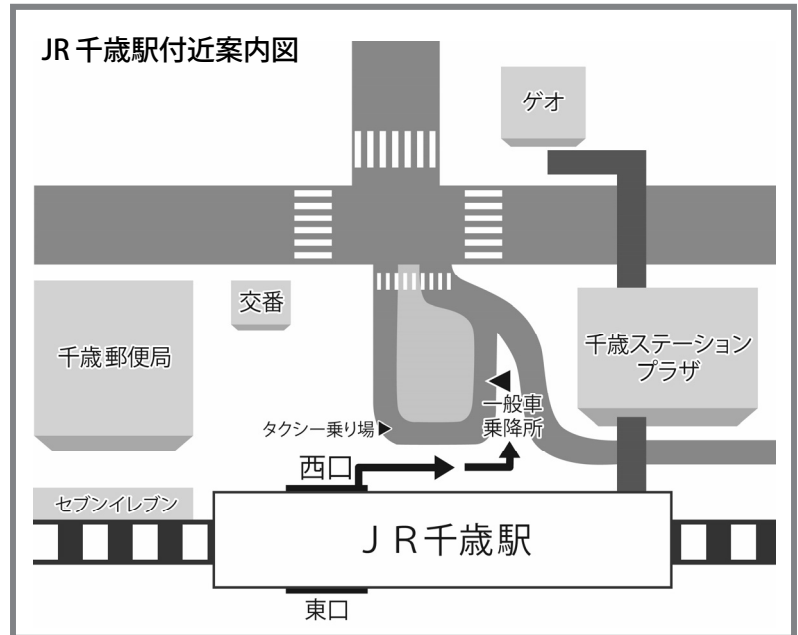 JR千歳駅付近案内図
ゲオ
交番
千歳郵便局
千歳ステーション
プラザ
一般車
乗降所
タクシー乗り場
西口
セブンイレブン
ＪＲ千歳駅
東口